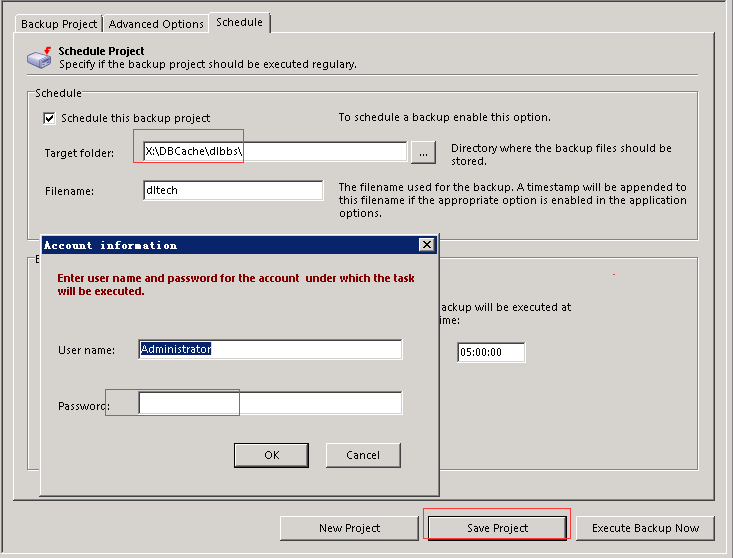 Backup Project Advanced Options Schedule
Schedule Project
Specify if the backup project should be executed regulary.
Schedule
Schedule this backup project To schedule a backup enable this option.
Target folder: X:\DBCache\dlbbs\ ... Directory where the backup files should be
stored.
Filename: dltech The filename used for the backup. A timestamp will be appended to
this filename if the appropriate option is enabled in the application
options.
Account information
Enter user name and password for the account under which the task
will be executed.
ackup will be executed at
ime:
User name: Administrator
05:00:00
Password:
OK Cancel
New Project Save Project Execute Backup Now